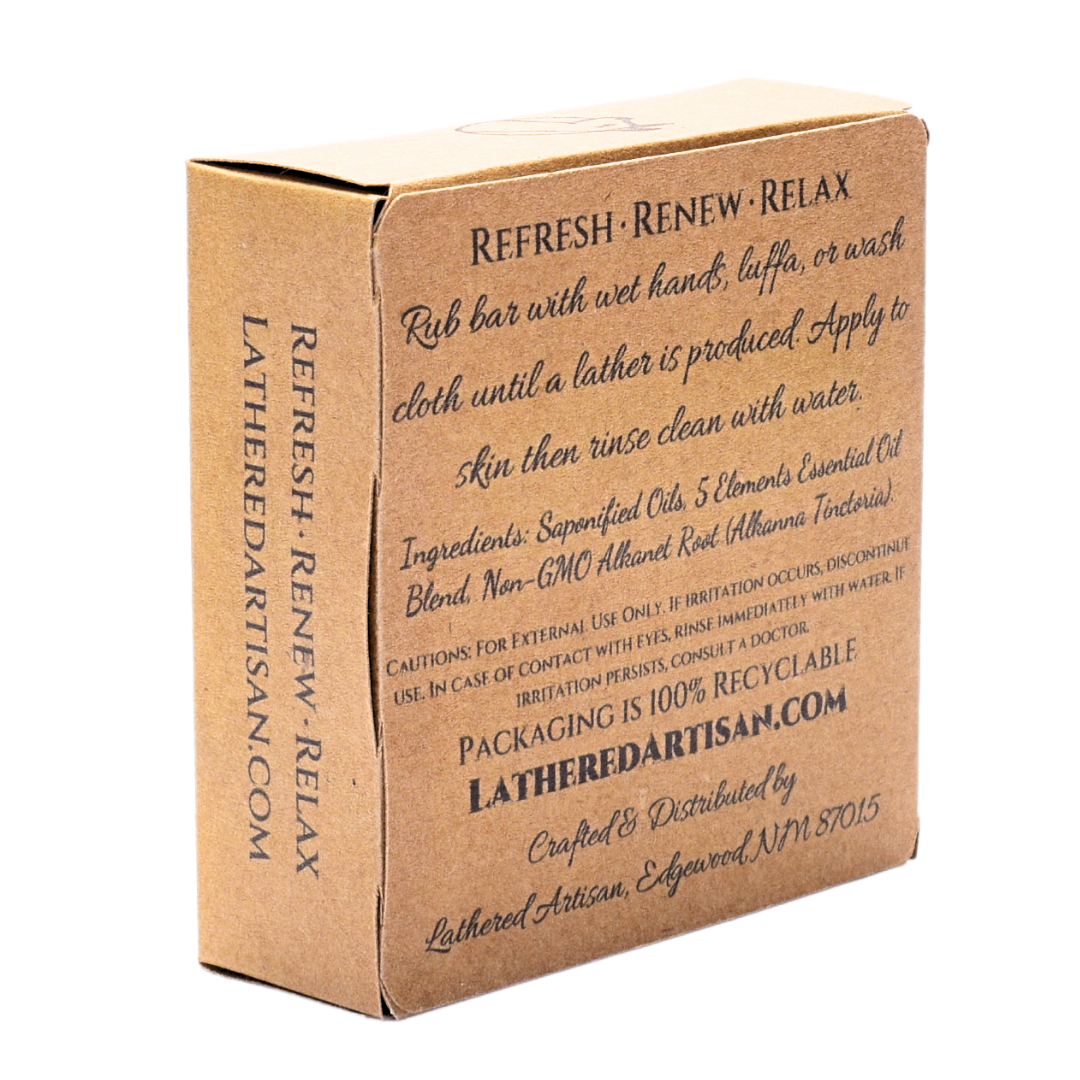 REFRESH · RENEW · RELAX
LATHEREDARTISAN.COM
REFRESH · RENEW · RELAX
Rub bar with wet hands, luffa, or wash
cloth until a lather is produced. Apply to
skin then rinse clean with water.
Ingredients: Saponified Oils, 5 Elements Essential Oil
Blend, Non-GMO Alkanet Root (Alkanna Tinctoria).
CAUTIONS: FOR EXTERNAL USE ONLY. IF IRRITATION OCCURS, DISCONTINUE
USE. IN CASE OF CONTACT WITH EYES, RINSE IMMEDIATELY WITH WATER. IF
IRRITATION PERSISTS, CONSULT A DOCTOR.
PACKAGING IS 100% RECYCLABLE
LATHEREDARTISAN.COM
Crafted & Distributed by
Lathered Artisan, Edgewood, NM 87015